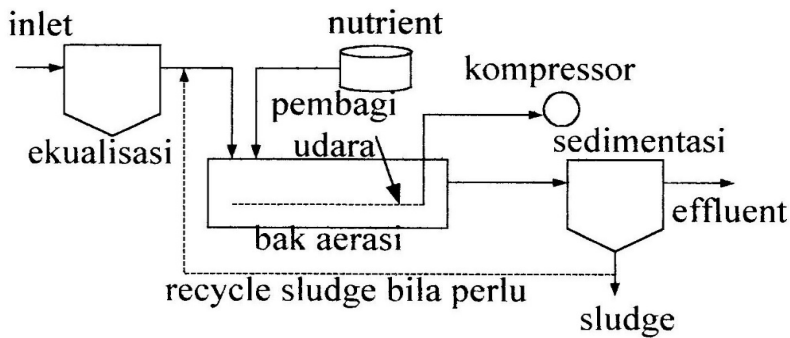 inlet
nutrient
kompressor
pembagi
udara
ekualisasi
sedimentasi
effluent
bak aerasi
recycle sludge bila perlu
sludge